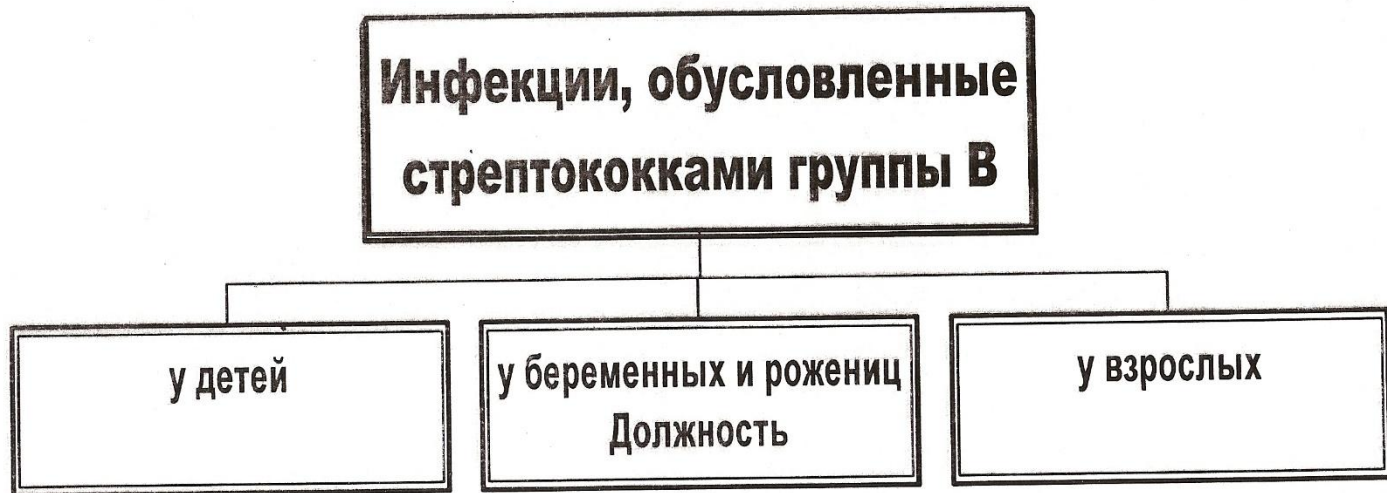 Инфекции, обусловленные
стрептококками группы В
у детей
у беременных и рожениц
Должность
у взрослых